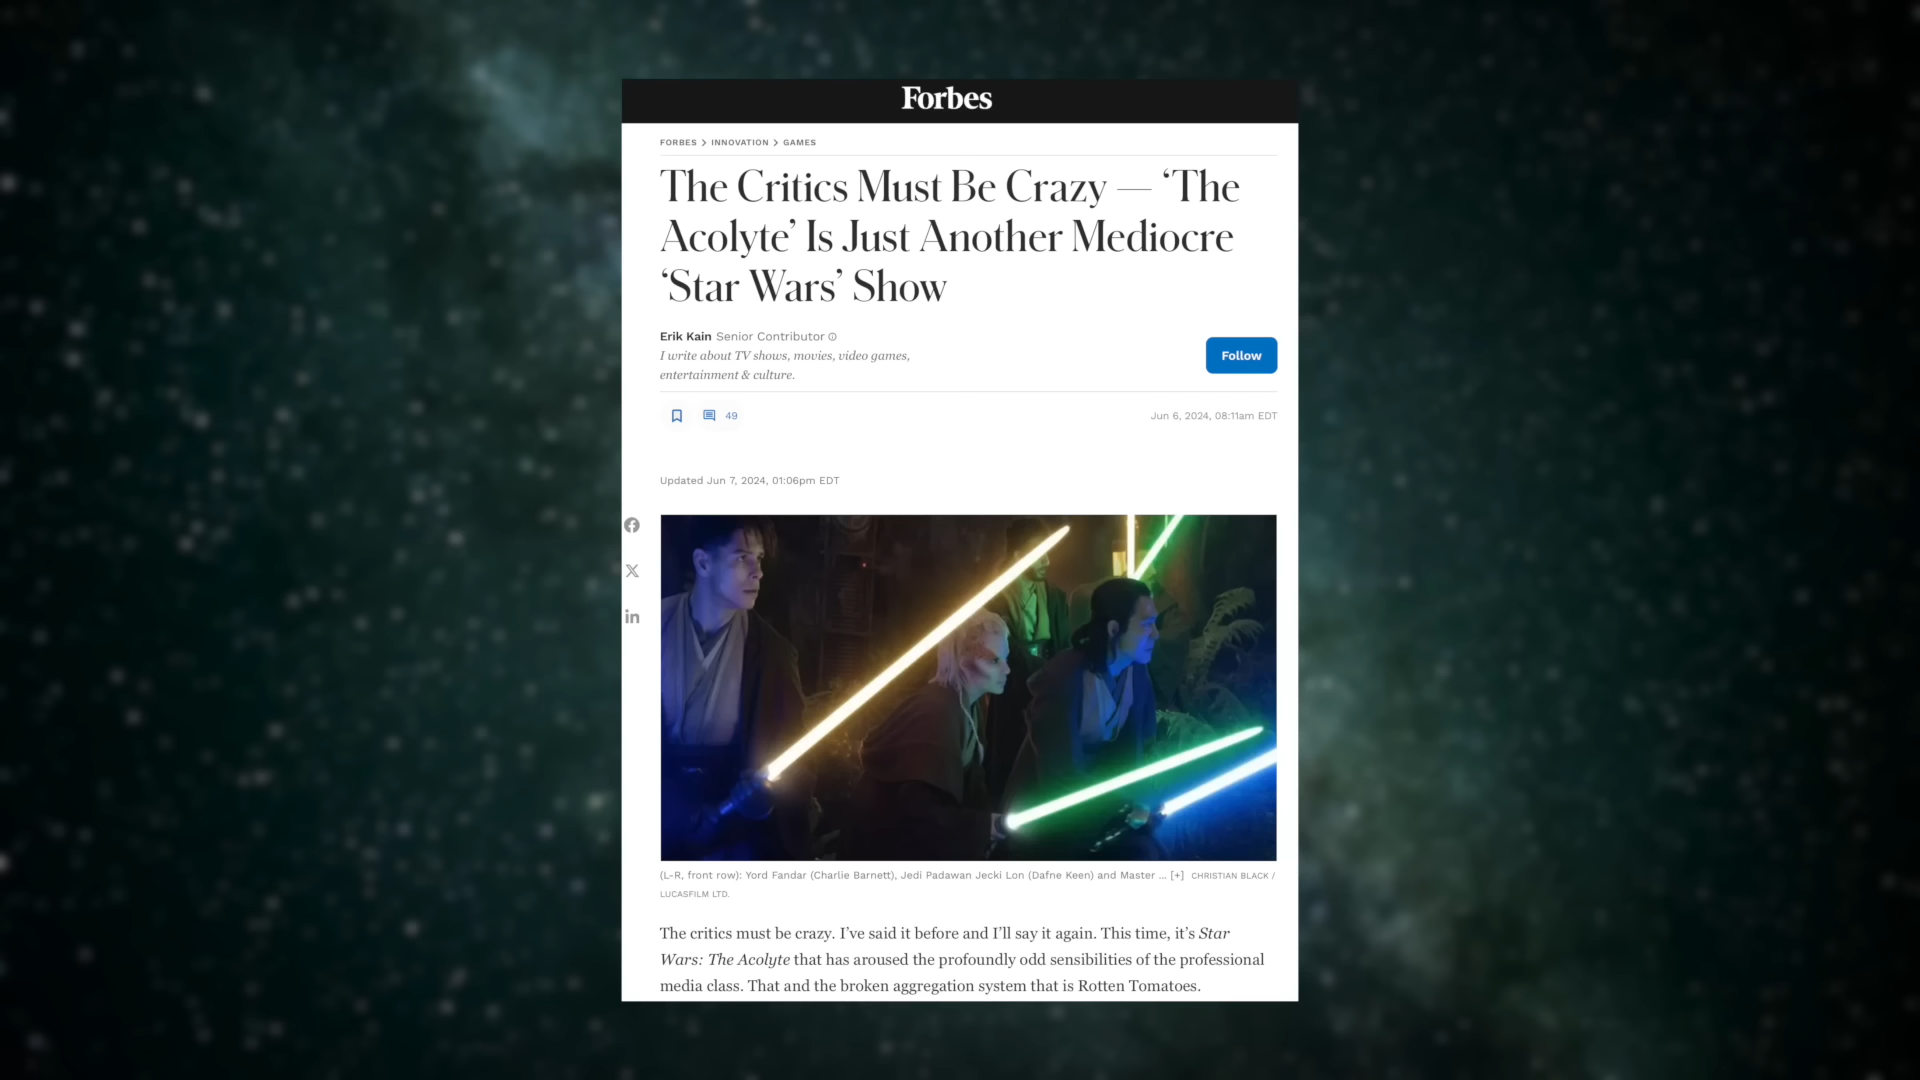 Forbes
FORBES > INNOVATION > GAMES
The Critics Must Be Crazy — ‘The
Acolyte’ Is Just Another Mediocre
‘Star Wars’ Show
Erik Kain Senior Contributor
I write about TV shows, movies, video games,
entertainment & culture.
Follow
49
Jun 6, 2024, 08:11am EDT
Updated Jun 7, 2024, 01:06pm EDT
(L-R, front row): Yord Fandar (Charlie Barnett), Jedi Padawan Jecki Lon (Dafne Keen) and Master ... [+] CHRISTIAN BLACK /
LUCASFILM LTD.
The critics must be crazy. I’ve said it before and I’ll say it again. This time, it’s Star
Wars: The Acolyte that has aroused the profoundly odd sensibilities of the professional
media class. That and the broken aggregation system that is Rotten Tomatoes.